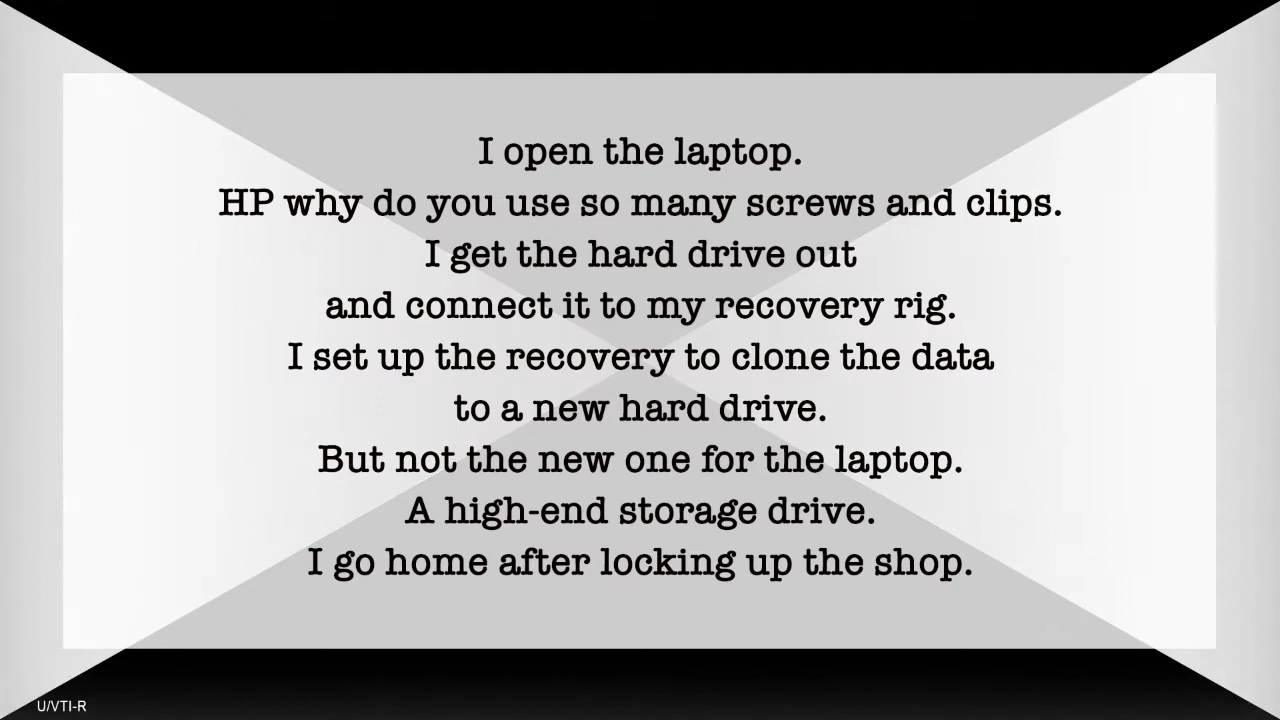 I open the laptop.
HP why do you use so many screws and clips.
I get the hard drive out
and connect it to my recovery rig.
I set up the recovery to clone the data
to a new hard drive.
But not the new one for the laptop.
A high-end storage drive.
I go home after locking up the shop.
U/VTI-R